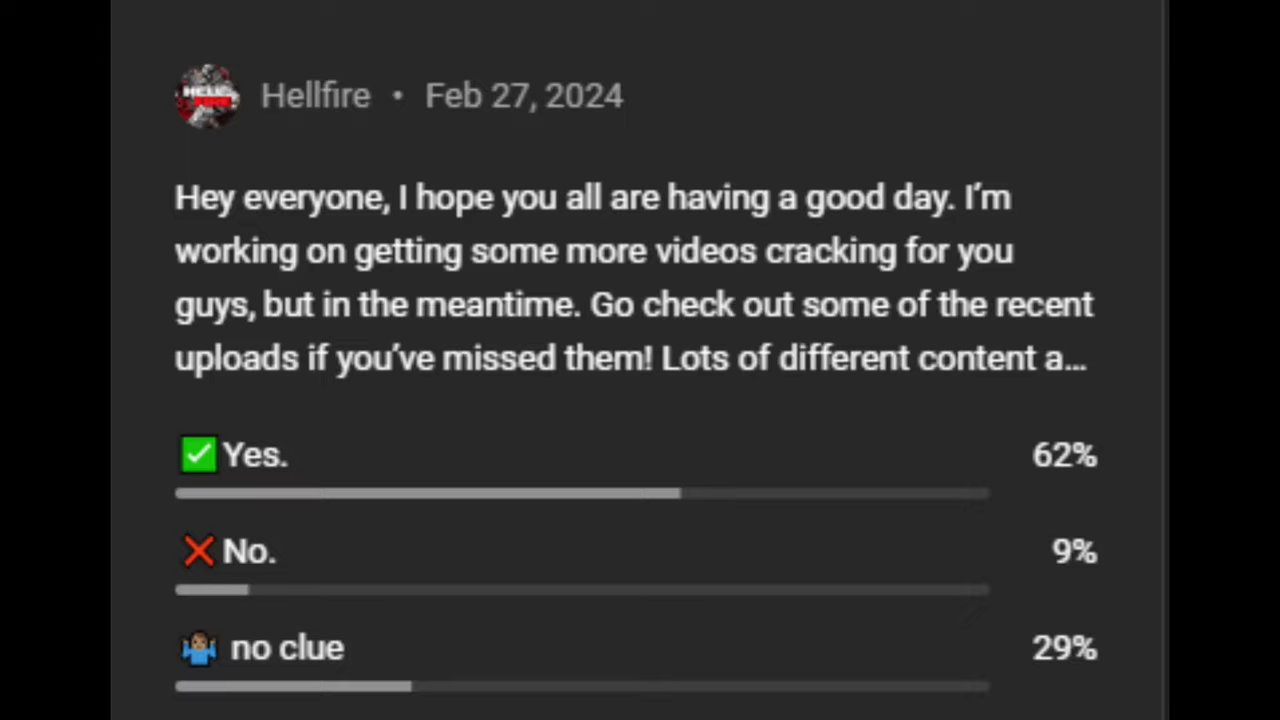 Hellfire • Feb 27, 2024
Hey everyone, I hope you all are having a good day. I’m
working on getting some more videos cracking for you
guys, but in the meantime. Go check out some of the recent
uploads if you’ve missed them! Lots of different content a...
✅ Yes. 62%
❌ No. 9%
🤷🏽 no clue 29%